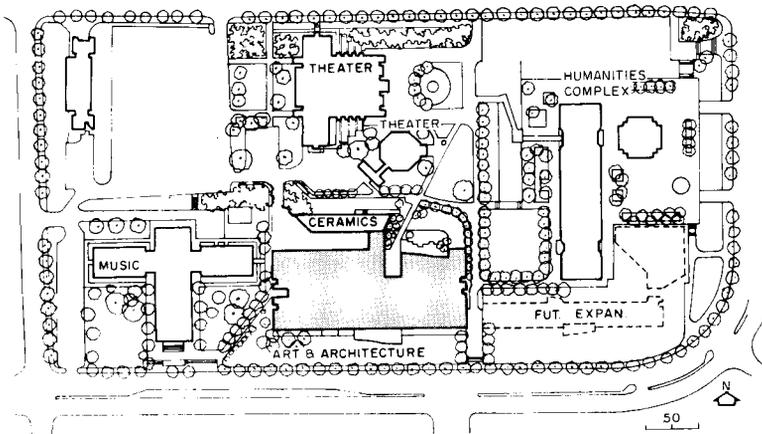 THEATER
HUMANITIES
COMPLEX
THEATER
CERAMICS
MUSIC
FUT. EXPAN.
ART & ARCHITECTURE
N
50